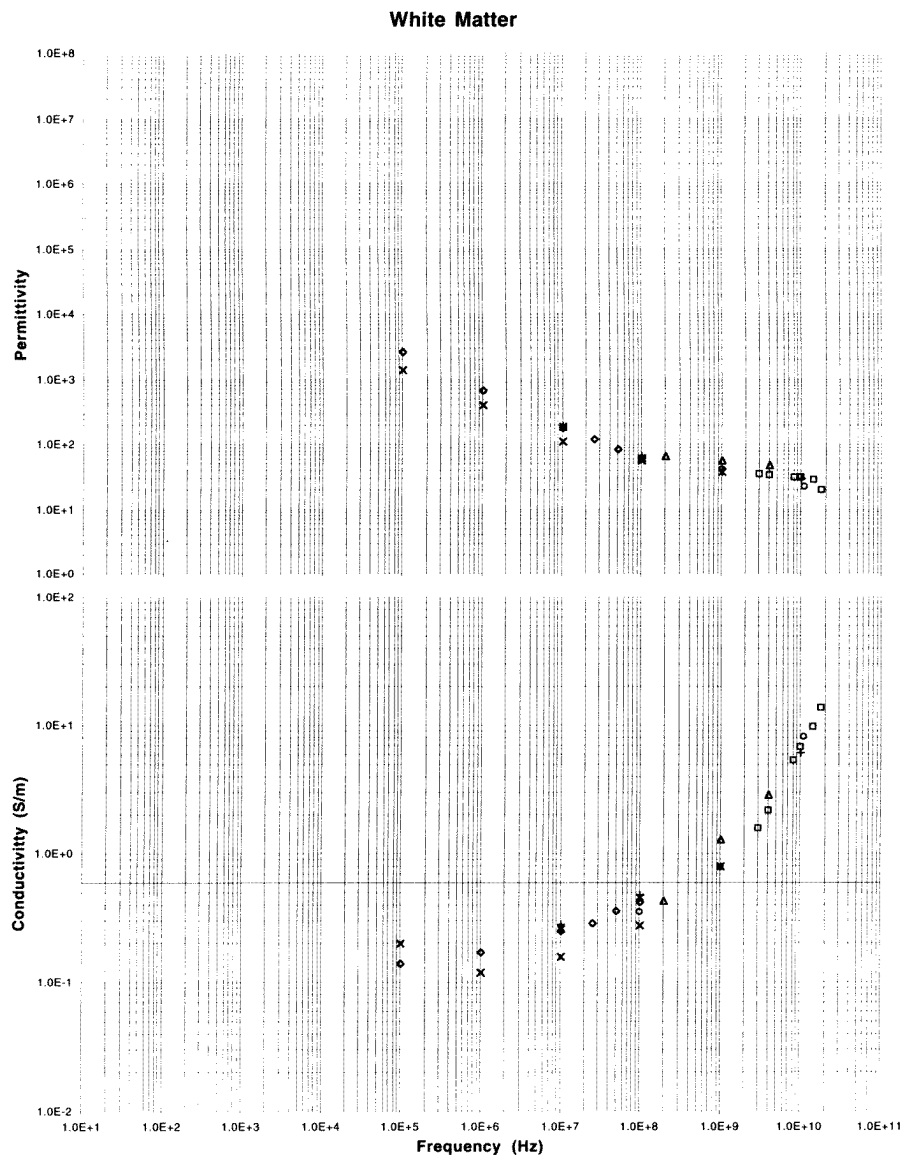 White Matter
1.0E+8
1.0E+7
1.0E+6
1.0E+5
1.0E+4
1.0E+3
1.0E+2
1.0E+1
1.0E+0
Permittivity
1.0E+2
1.0E+1
1.0E+0
1.0E-1
1.0E-2
Conductivitty (S/m)
1.0E+1 1.0E+2 1.0E+3 1.0E+4 1.0E+5 1.0E+6 1.0E+7 1.0E+8 1.0E+9 1.0E+10 1.0E+11
Frequency (Hz)